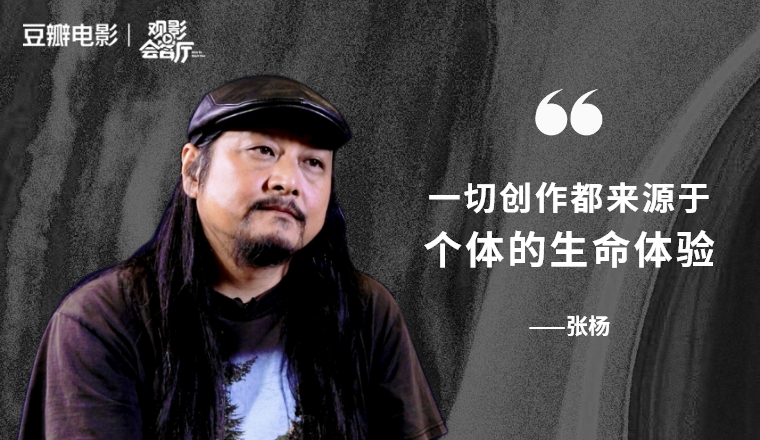 豆瓣电影
观影
会客厅
一切创作都来源于
个体的生命体验
——张杨